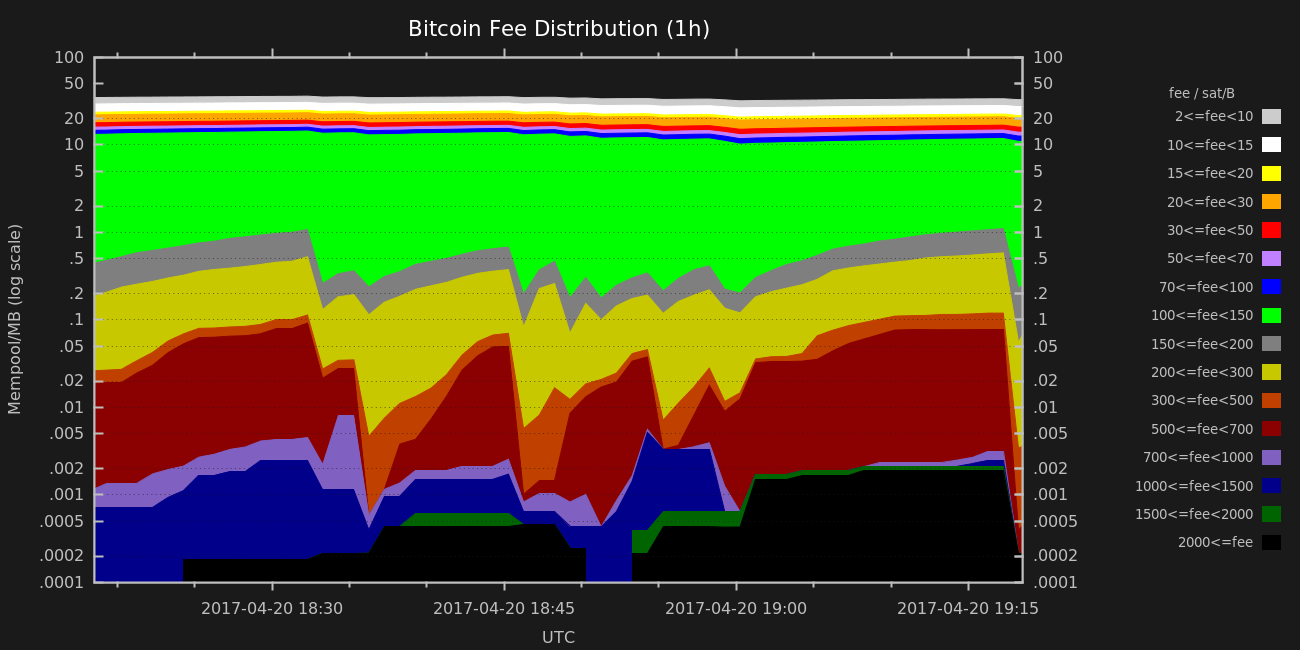 Bitcoin Fee Distribution (1h)
Mempool/MB (log scale)
100
50
20
10
5
2
1
.5
.2
.1
.05
.02
.01
.005
.002
.001
.0005
.0002
.0001
100
50
20
10
5
2
1
.5
.2
.1
.05
.02
.01
.005
.002
.001
.0005
.0002
.0001
2017-04-20 18:30
2017-04-20 18:45
2017-04-20 19:00
2017-04-20 19:15
UTC
fee / sat/B
2<=fee<10
10<=fee<15
15<=fee<20
20<=fee<30
30<=fee<50
50<=fee<70
70<=fee<100
100<=fee<150
150<=fee<200
200<=fee<300
300<=fee<500
500<=fee<700
700<=fee<1000
1000<=fee<1500
1500<=fee<2000
2000<=fee